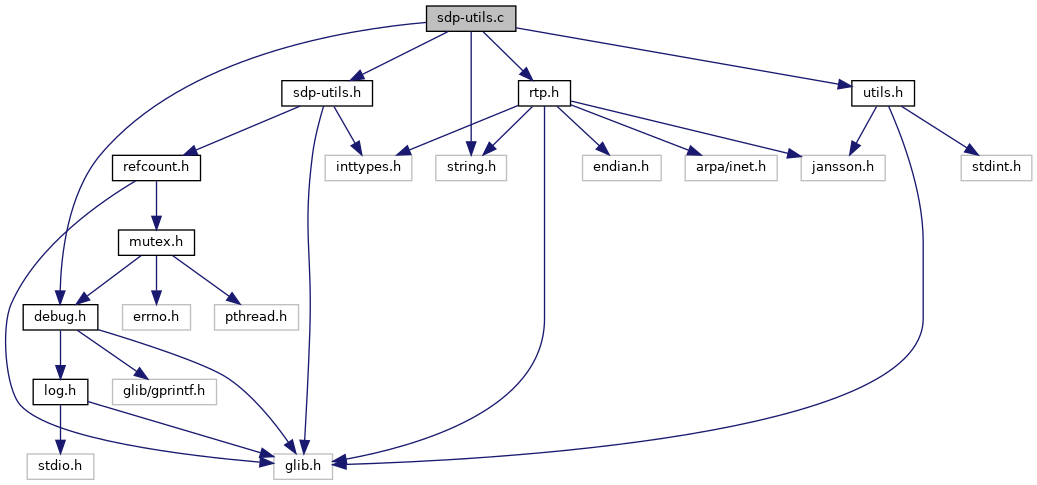 sdp-utils.c
sdp-utils.h
rtp.h
utils.h
refcount.h
inttypes.h
string.h
endian.h
arpa/inet.h
jansson.h
stdint.h
mutex.h
debug.h
errno.h
pthread.h
log.h
glib/gprintf.h
stdio.h
glib.h